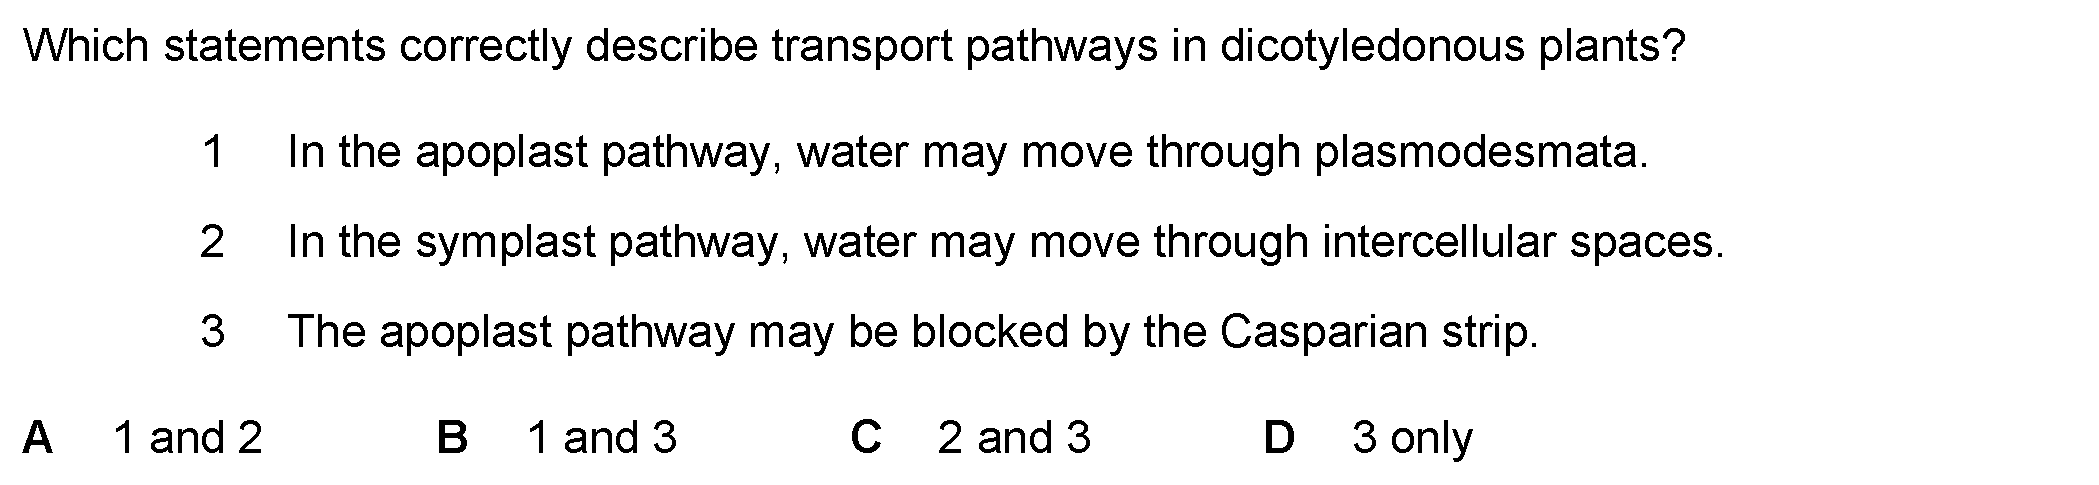 Which statements correctly describe transport pathways in dicotyledonous plants?
1 In the apoplast pathway, water may move through plasmodesmata.
2 In the symplast pathway, water may move through intercellular spaces.
3 The apoplast pathway may be blocked by the Casparian strip.
A 1 and 2 B 1 and 3 C 2 and 3 D 3 only